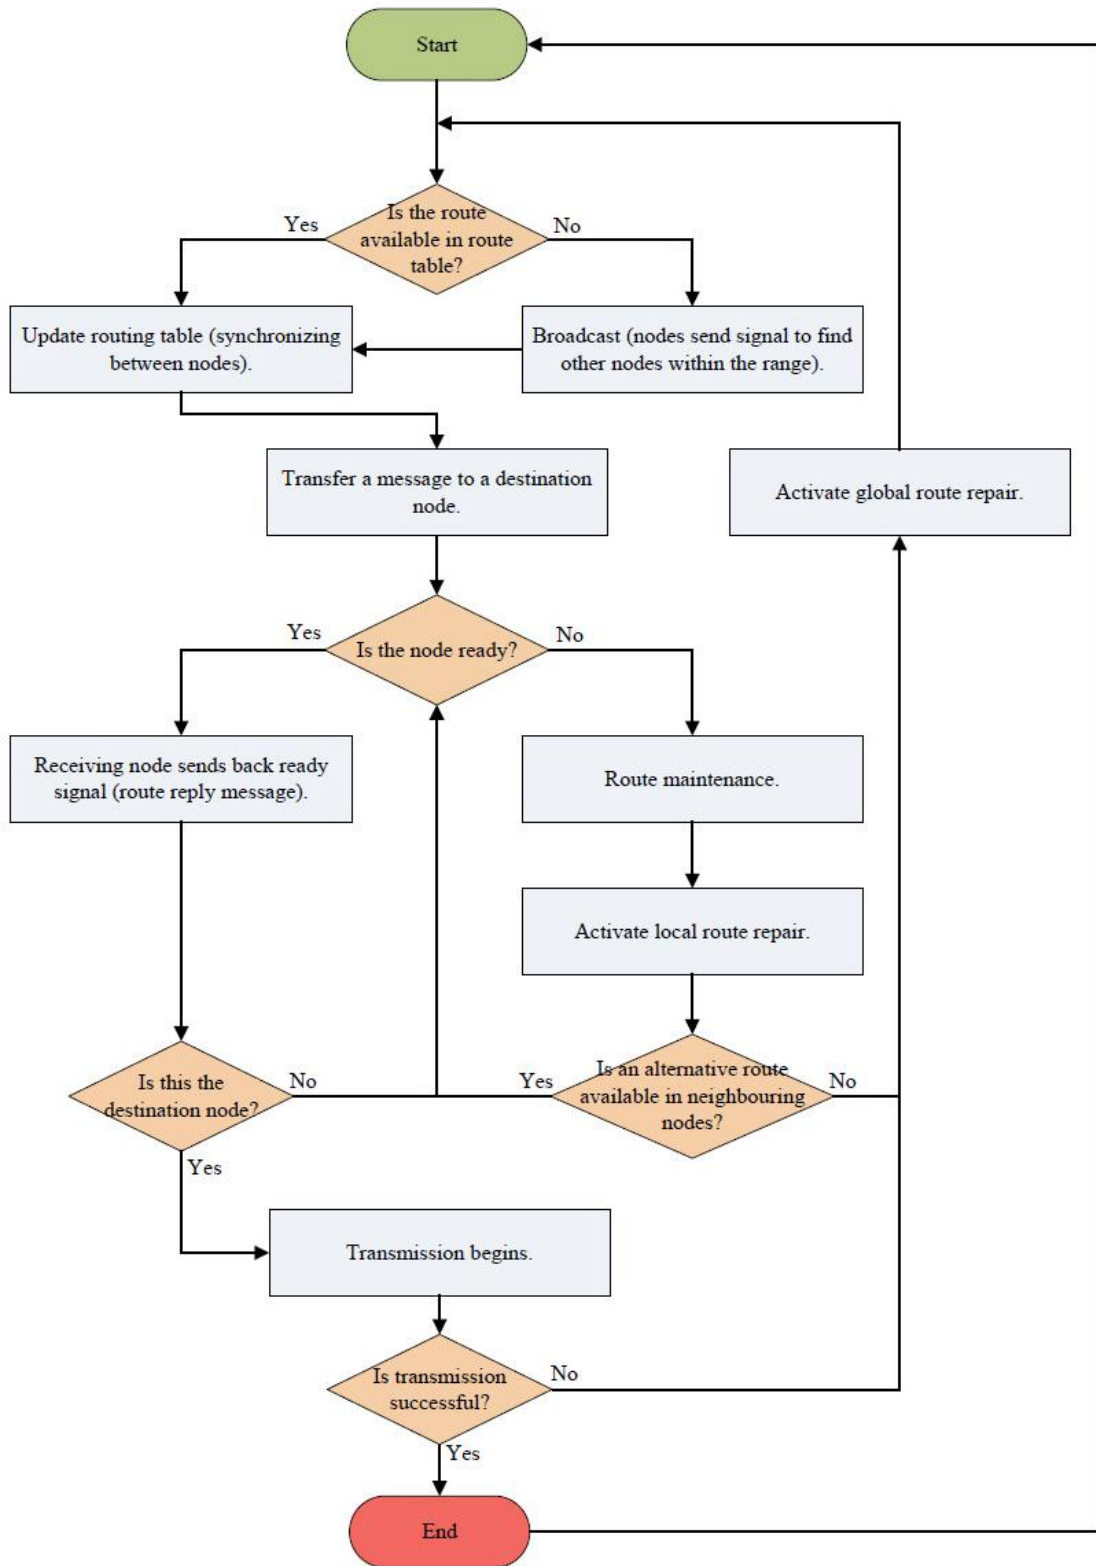 Start
Is the route
available in route
table?
Yes
No
Update routing table (synchronizing
between nodes).
Broadcast (nodes send signal to find
other nodes within the range).
Transfer a message to a destination
node.
Activate global route repair.
Is the node ready?
Yes
No
Receiving node sends back ready
signal (route reply message).
Route maintenance.
Activate local route repair.
Is this the
destination node?
No
Yes
Is an alternative route
available in neighbouring
nodes?
Yes
No
Transmission begins.
Is transmission
successful?
No
Yes
End